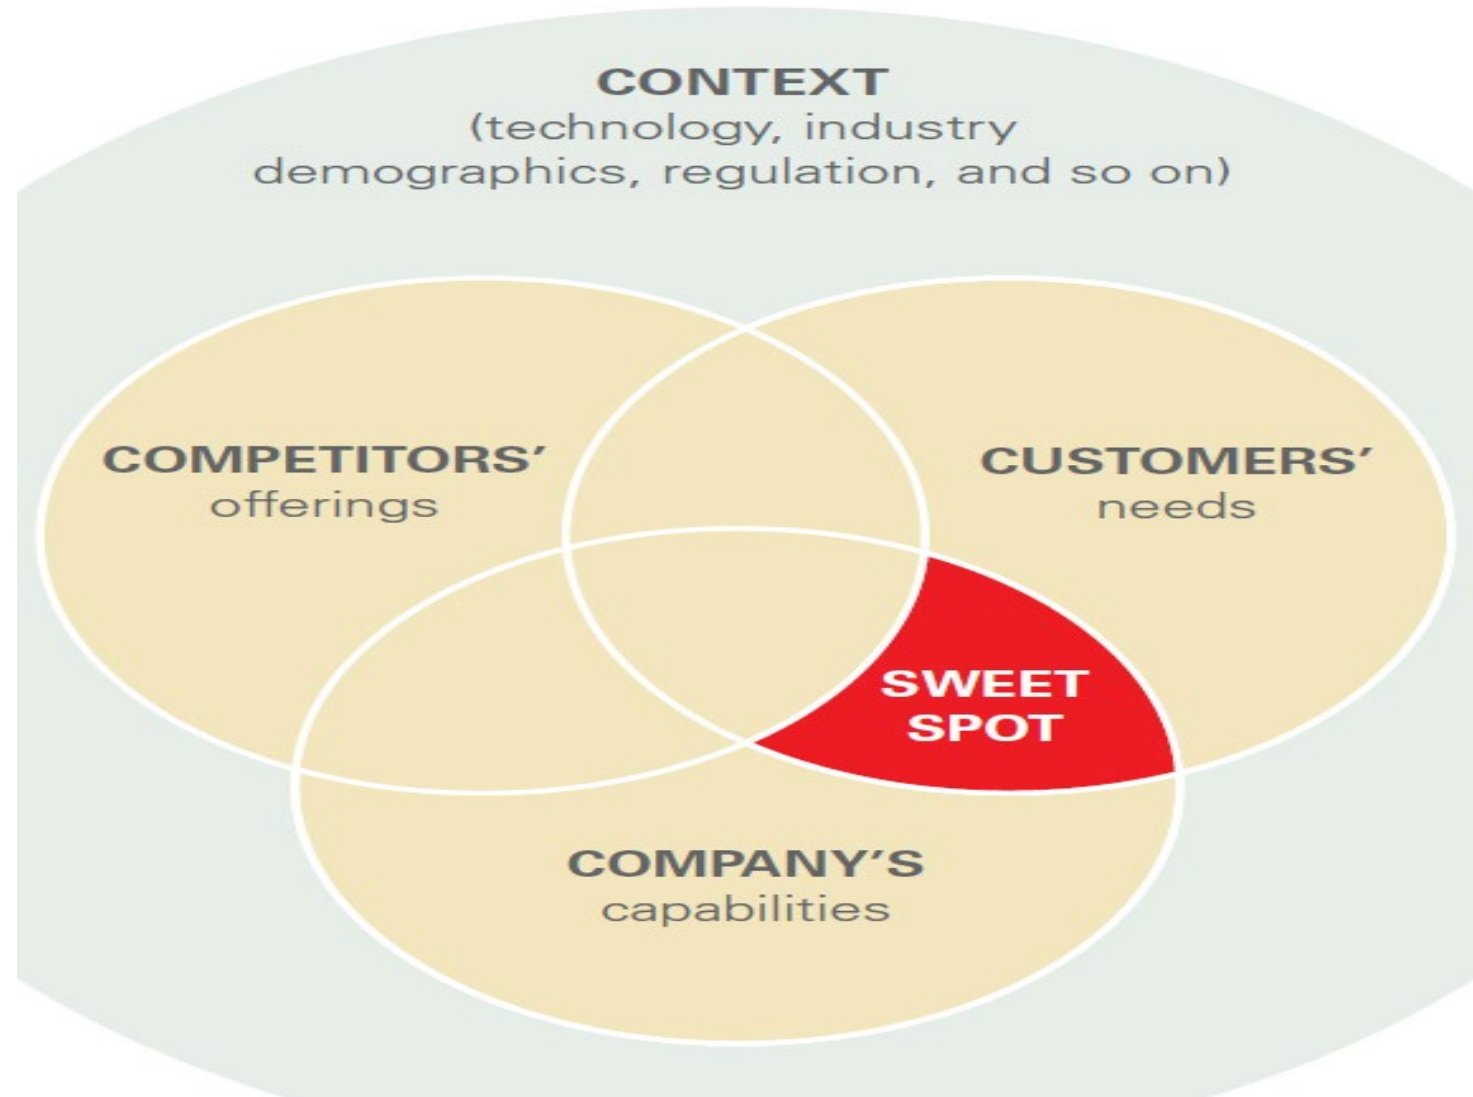 CONTEXT
(technology, industry
demographics, regulation, and so on)
COMPETITORS’
offerings
CUSTOMERS’
needs
SWEET
SPOT
COMPANY’S
capabilities